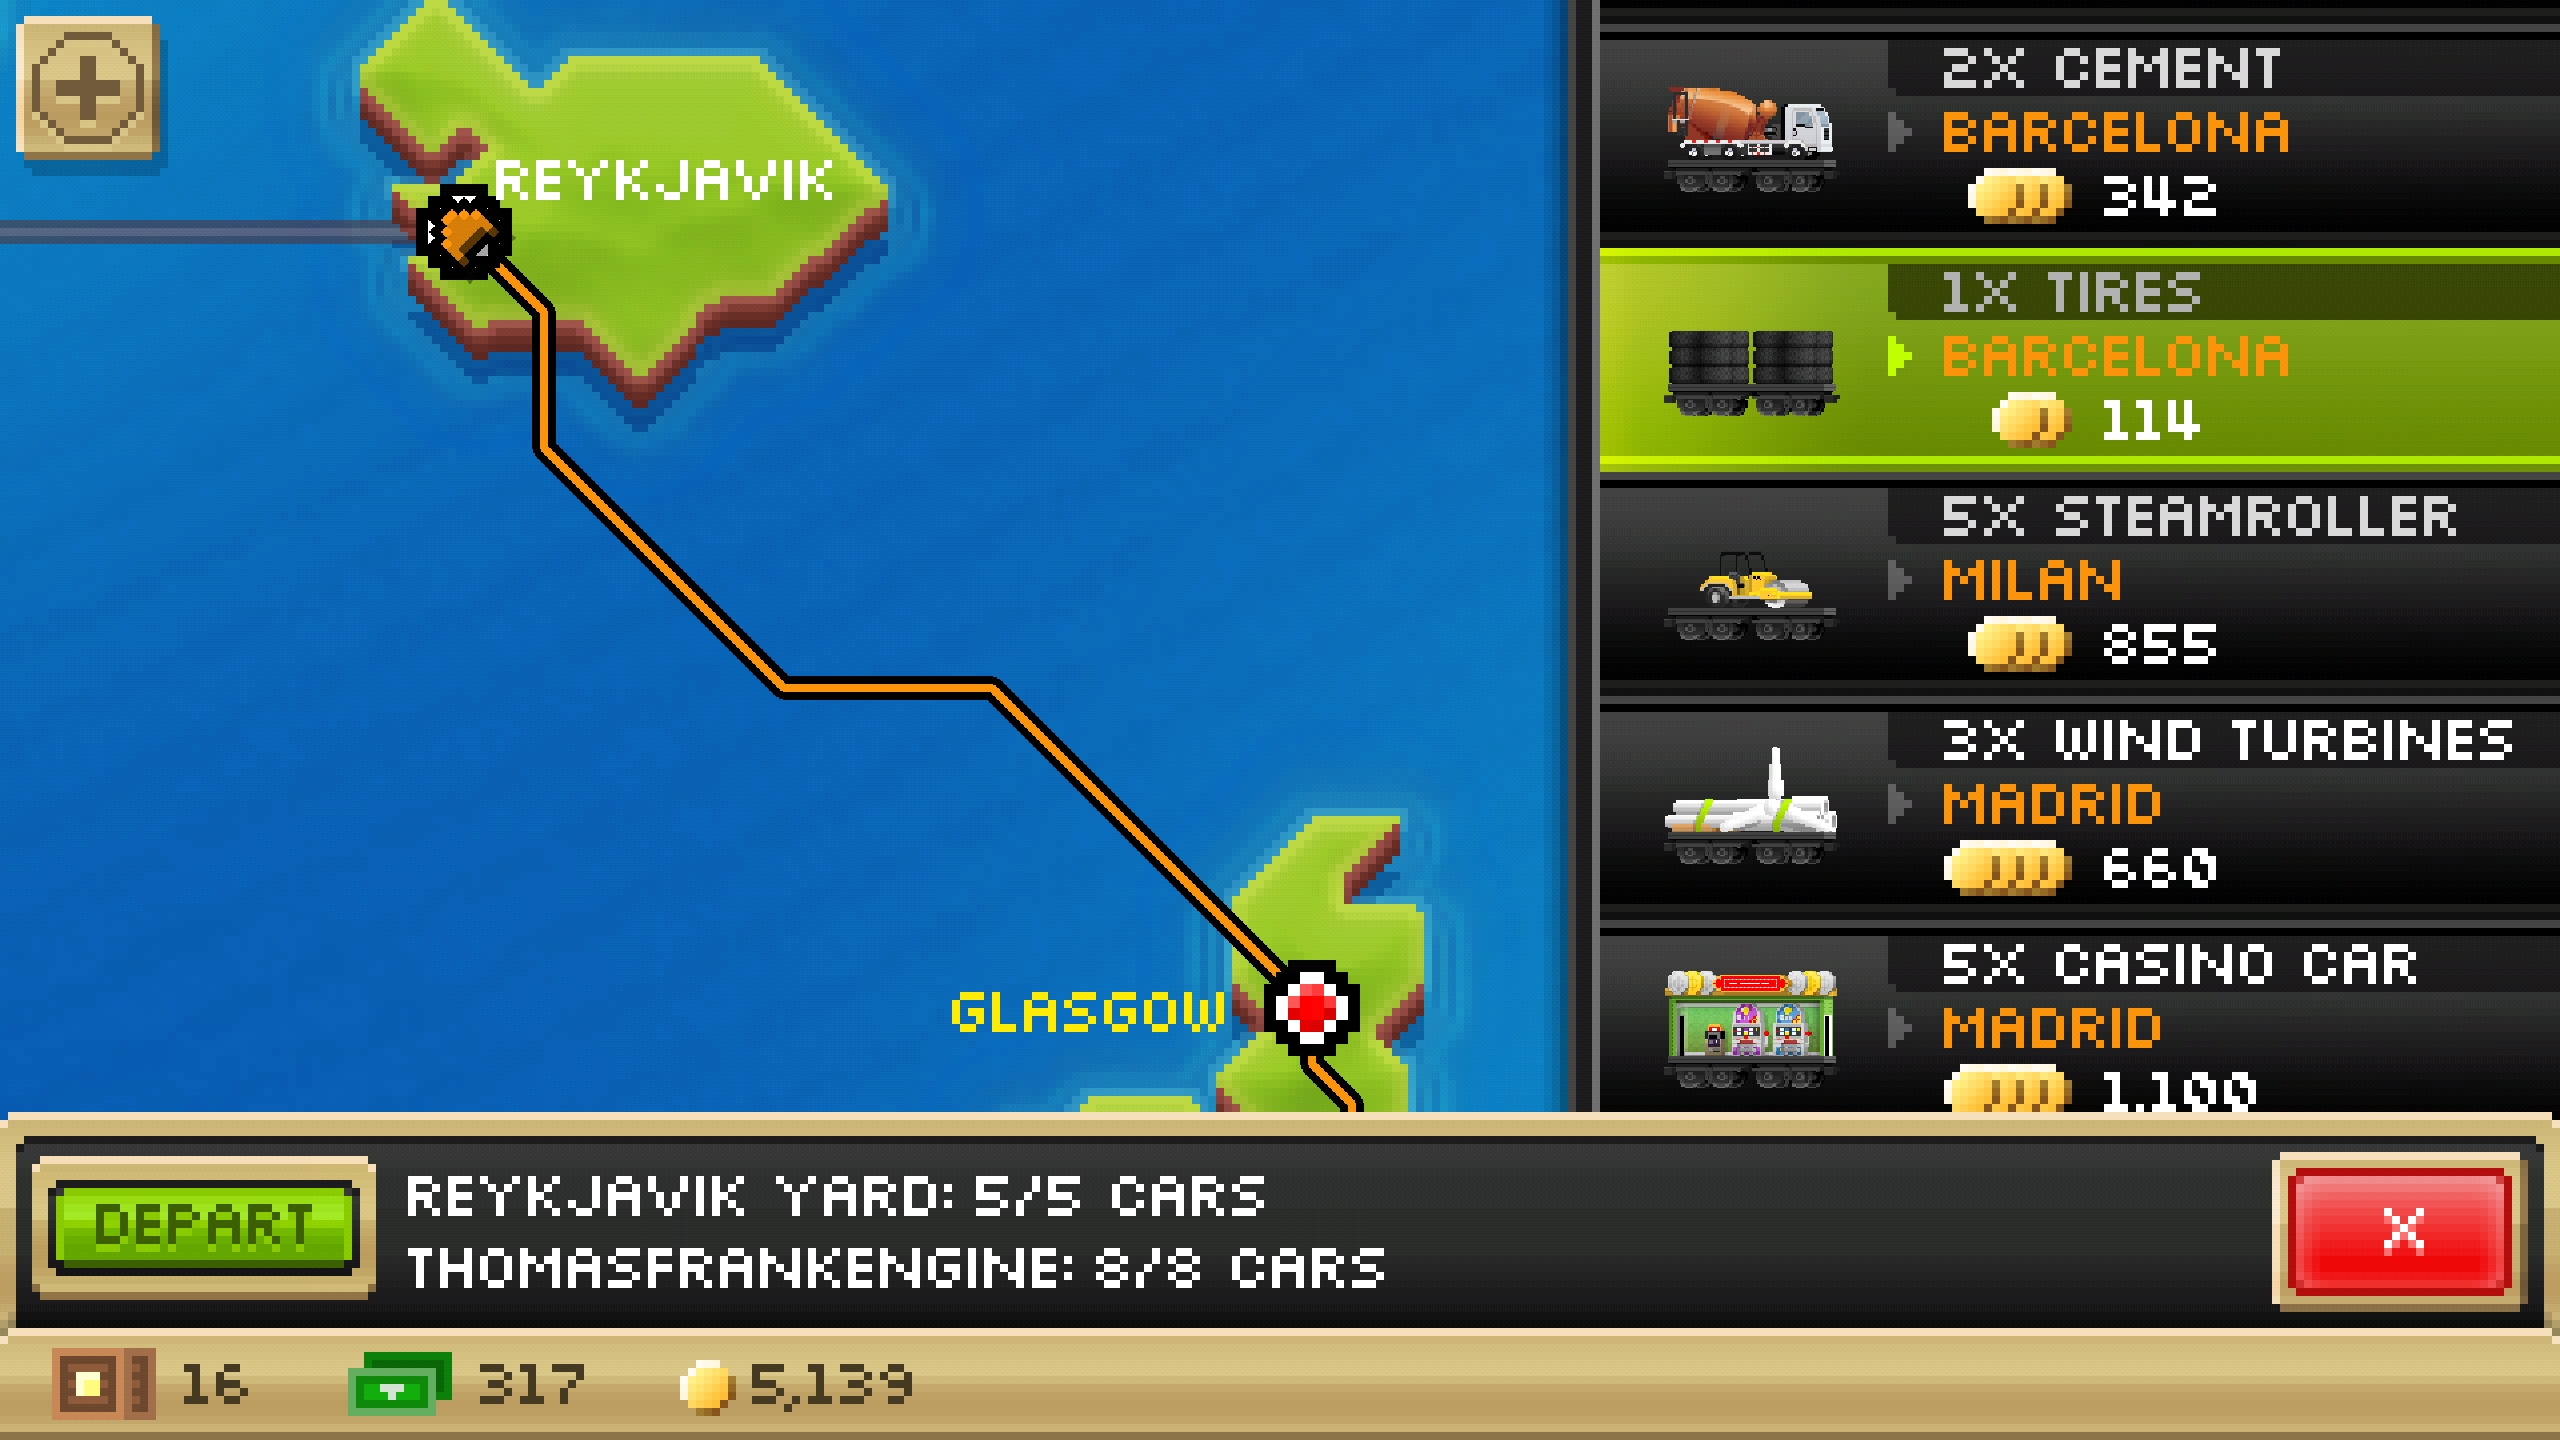 REYKJAVIK
GLASGOW
2X CEMENT
BARCELONA
342
1X TIRES
BARCELONA
114
5X STEAMROLLER
MILAN
855
3X WIND TURBINES
MADRID
660
5X CASINO CAR
MADRID
1,100
DEPART
REYKJAVIK YARD: 5/5 CARS
THOMASFRANKENGINE: 8/8 CARS
X
16
317
5,139